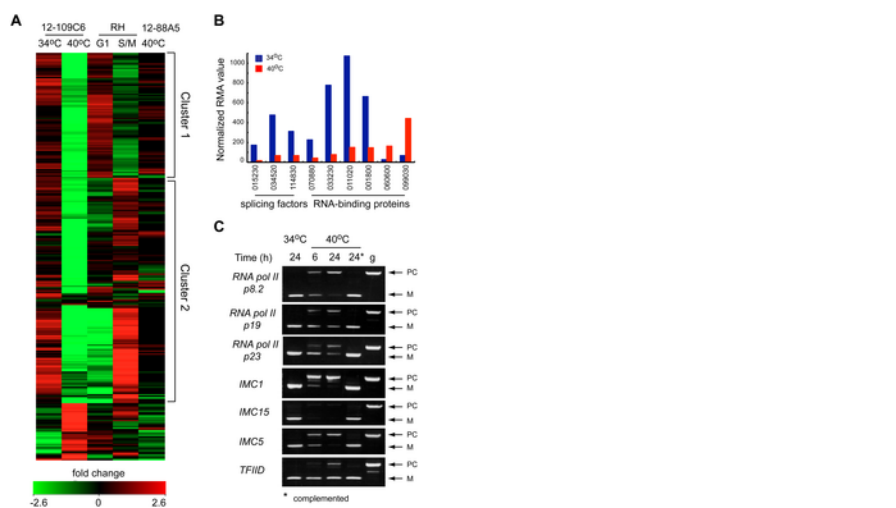 A
12-109C6 RH 12-88A5
34ºC 40ºC G1 S/M 40ºC
Cluster 1
Cluster 2
fold change
-2.6 0 2.6
B
34ºC
40ºC
Normalized RMA value
1000
800
600
400
200
0
015230 034520 114830 070880 033230 011020 001800 060600 099030
splicing factors RNA-binding proteins
C
34ºC 40ºC
Time (h) 24 6 24 24* g
RNA pol II
p8.2
PC
M
RNA pol II
p19
PC
M
RNA pol II
p23
PC
M
IMC1
PC
M
IMC15
PC
M
IMC5
PC
M
TFIID
PC
M
* complemented